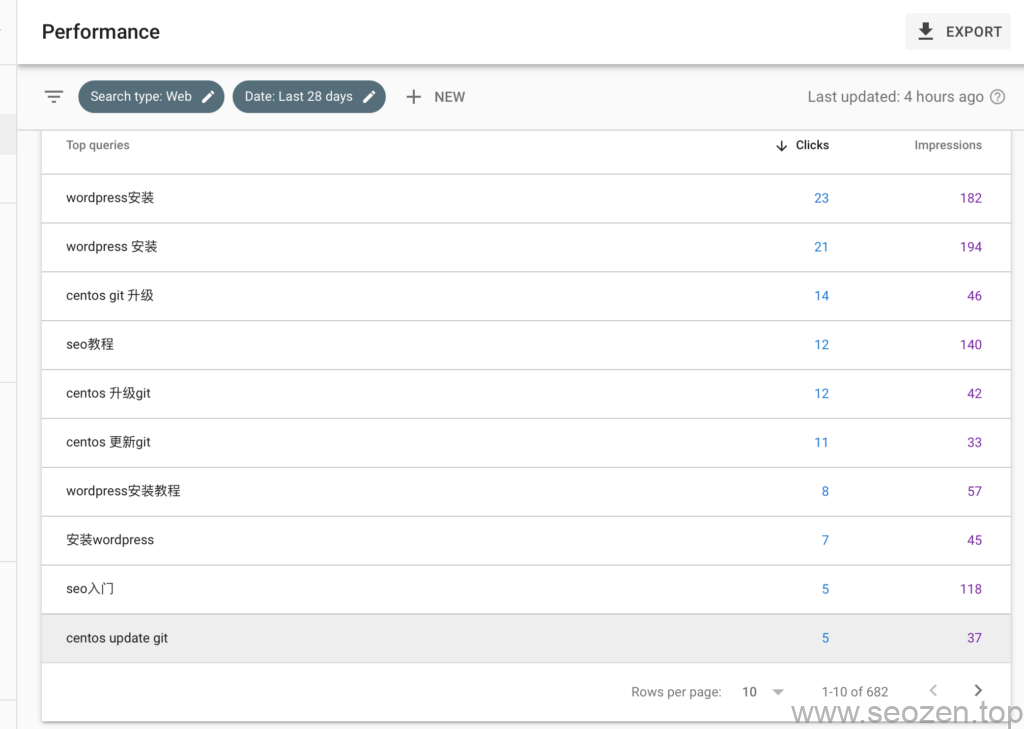 Performance
EXPORT
Search type: Web
Date: Last 28 days
NEW
Last updated: 4 hours ago
Top queries Clicks Impressions
wordpress安装 23 182
wordpress 安装 21 194
centos git 升级 14 46
seo教程 12 140
centos 升级git 12 42
centos 更新git 11 33
wordpress安装教程 8 57
安装wordpress 7 45
seo入门 5 118
centos update git 5 37
Rows per page: 10 1-10 of 682
www.seozen.top